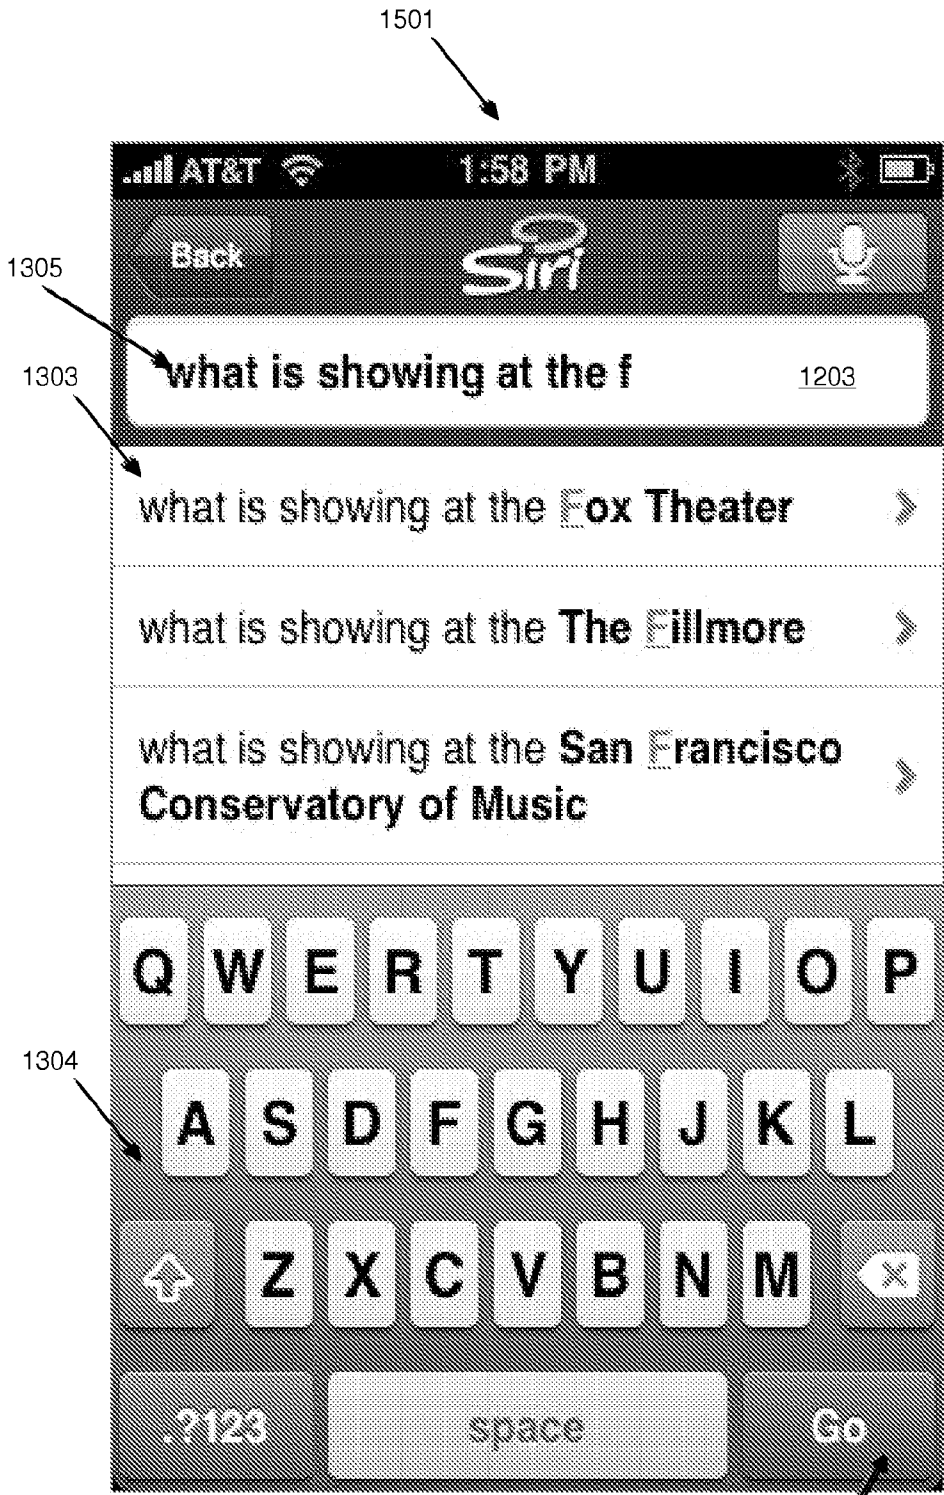 1501
AT&T 1:58 PM
Back Siri
1305
what is showing at the f 1203
1303
what is showing at the Fox Theater
what is showing at the The Fillmore
what is showing at the San Francisco
Conservatory of Music
Q W E R T Y U I O P
1304
A S D F G H J K L
Z X C V B N M
.?123 space Go